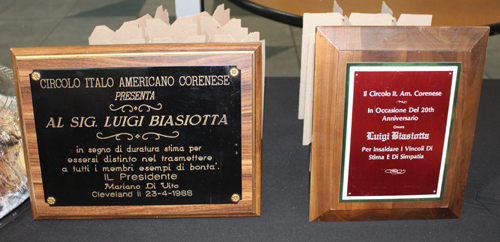 CIRCOLO ITALO AMERICANO CORENESE
PRESENTA
AL SIG. LUIGI BIASIOTTA
in segno di duratura stima per
essersi distinto nel trasmettere
a tutti i membri esempi di bonta'.
IL Presidente
Mariano Di Vito
Cleveland li 23-4-1988
Il Circolo It. Am. Corenese
In Occasione Del 20th
Anniversario
Onora
Luigi Biasiotta
Per Insaldare I Vincoli Di
Stima E Di Simpatia